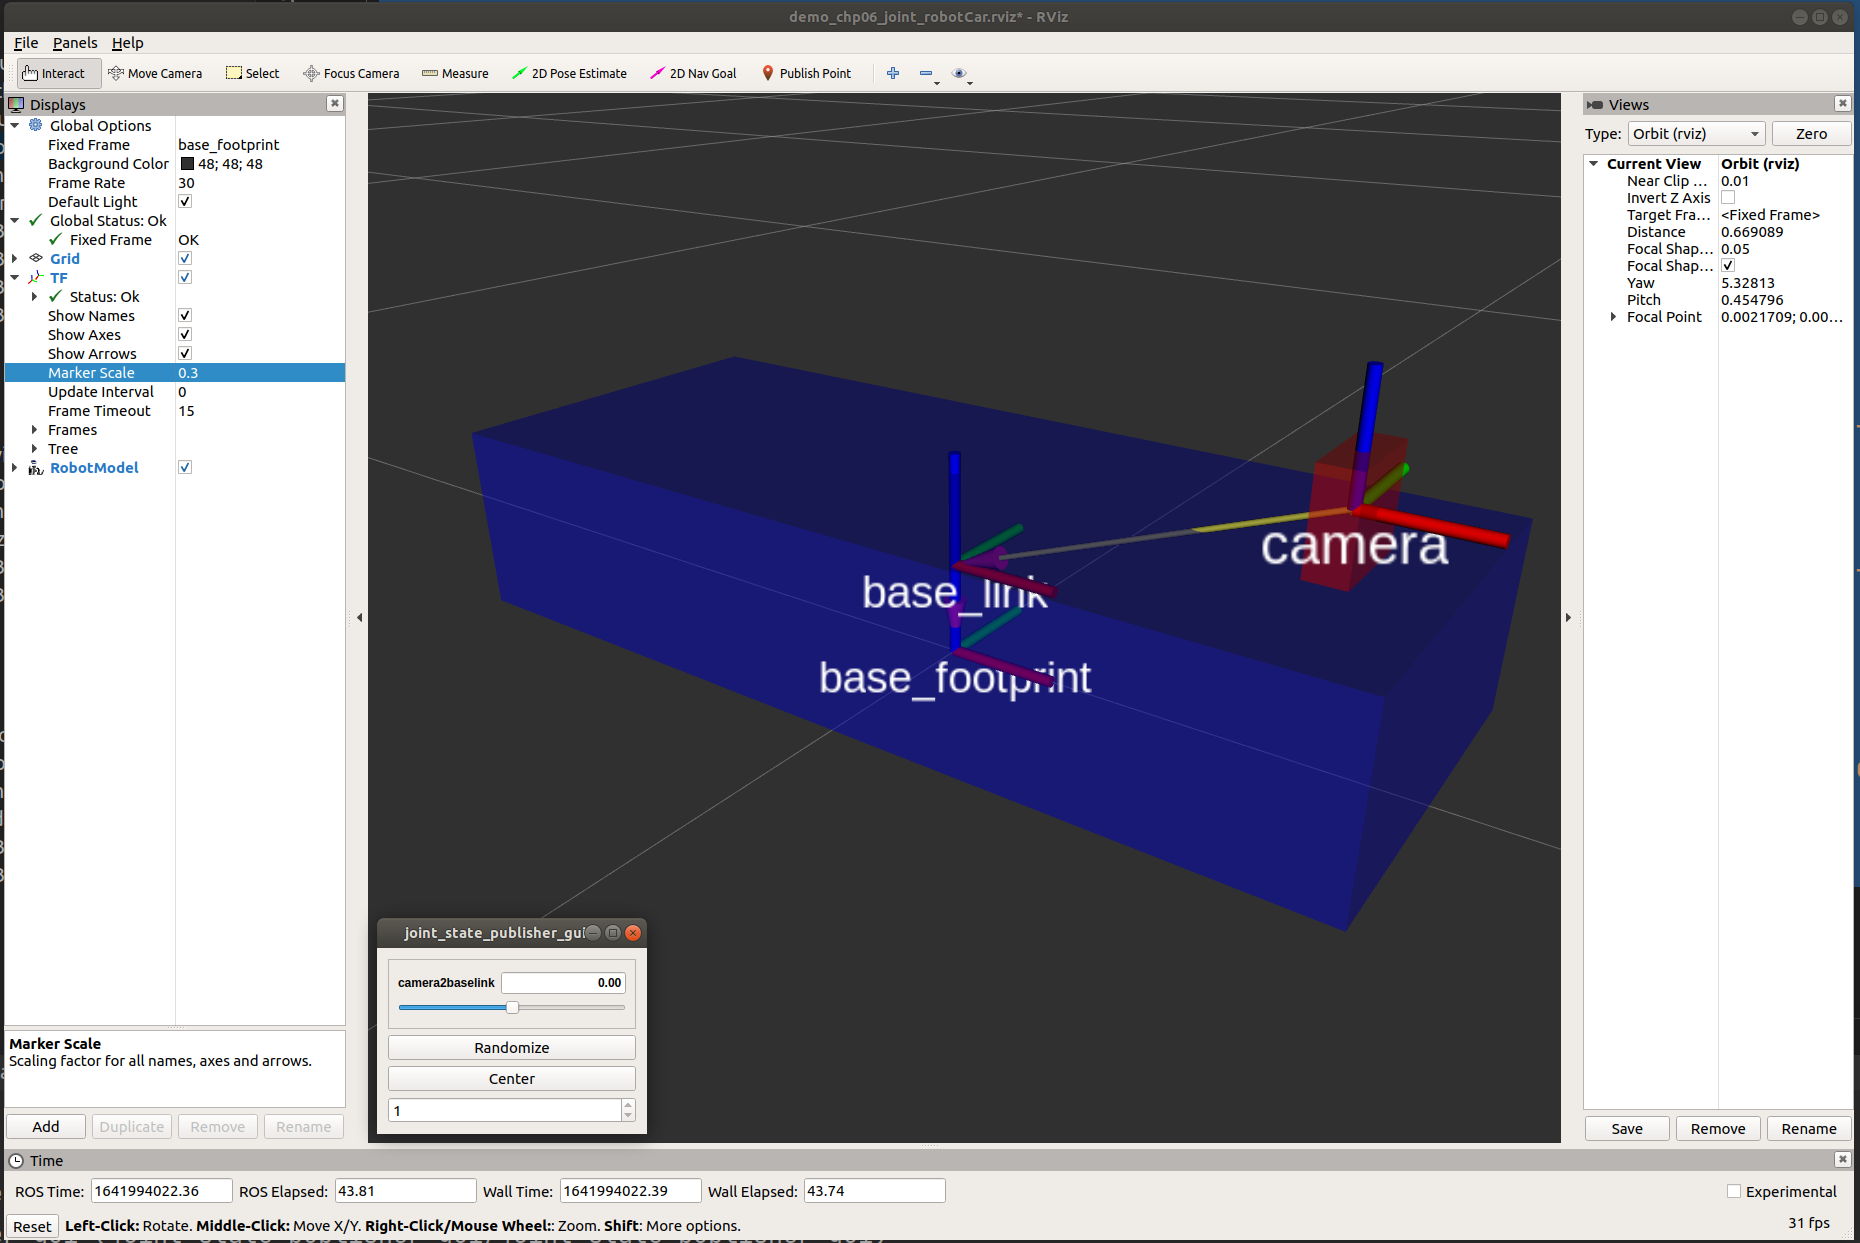 demo_chp06_joint_robotCar.rviz* - RViz
File Panels Help
Interact Move Camera Select Focus Camera Measure 2D Pose Estimate 2D Nav Goal Publish Point
Displays
Global Options
Fixed Frame base_footprint
Background Color 48; 48; 48
Frame Rate 30
Default Light
Global Status: Ok
Fixed Frame OK
Grid
TF
Status: Ok
Show Names
Show Axes
Show Arrows
Marker Scale 0.3
Update Interval 0
Frame Timeout 15
Frames
Tree
RobotModel
Marker Scale
Scaling factor for all names, axes and arrows.
Add Duplicate Remove Rename
camera
base_link
base_footprint
joint_state_publisher_gui
camera2baselink 0.00
Randomize
Center
1
Views
Type: Orbit (rviz) Zero
Current View Orbit (rviz)
Near Clip ... 0.01
Invert Z Axis
Target Fra... <Fixed Frame>
Distance 0.669089
Focal Shap... 0.05
Focal Shap...
Yaw 5.32813
Pitch 0.454796
Focal Point 0.0021709; 0.00...
Save Remove Rename
Time
ROS Time: 1641994022.36 ROS Elapsed: 43.81 Wall Time: 1641994022.39 Wall Elapsed: 43.74 Experimental
Reset Left-Click: Rotate. Middle-Click: Move X/Y. Right-Click/Mouse Wheel:: Zoom. Shift: More options. 31 fps